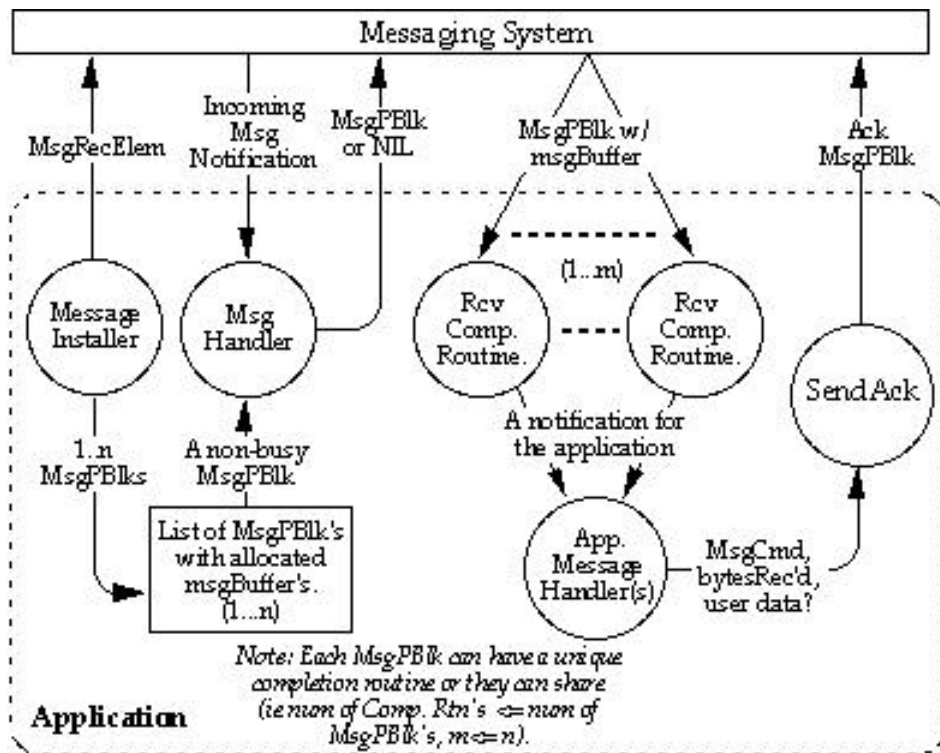 Messaging System
MsgRecElem
Incoming
Msg
Notification
MsgPBlk
or NIL
MsgPBlk w/
msgBuffer
Ack
MsgPBlk
Message
Installer
Msg
Handler
Rcv
Comp.
Routine.
(1...m)
Rcv
Comp.
Routine.
SendAck
1..n
MsgPBlks
A non-busy
MsgPBlk
A notification for
the application
List of MsgPBlk's
with allocated
msgBuffer's.
(1...n)
App.
Message
Handler(s)
MsgCmd,
bytesRec'd,
user data?
Note: Each MsgPBlk can have a unique
completion routine or they can share
(ie num of Comp. Rtn's <=num of
MsgPBlk's, m<=n).
Application